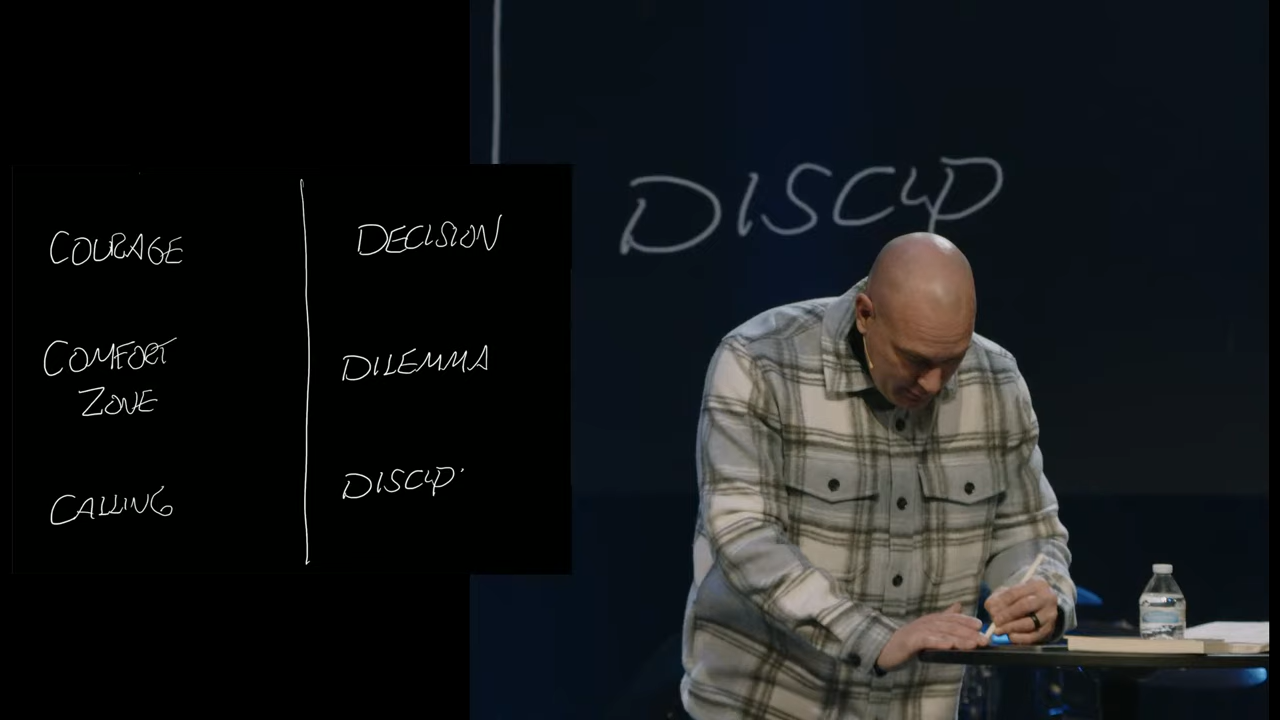 COURAGE
COMFORT
ZONE
CALLING
DECISION
DILEMMA
DISCIP
DISCIP